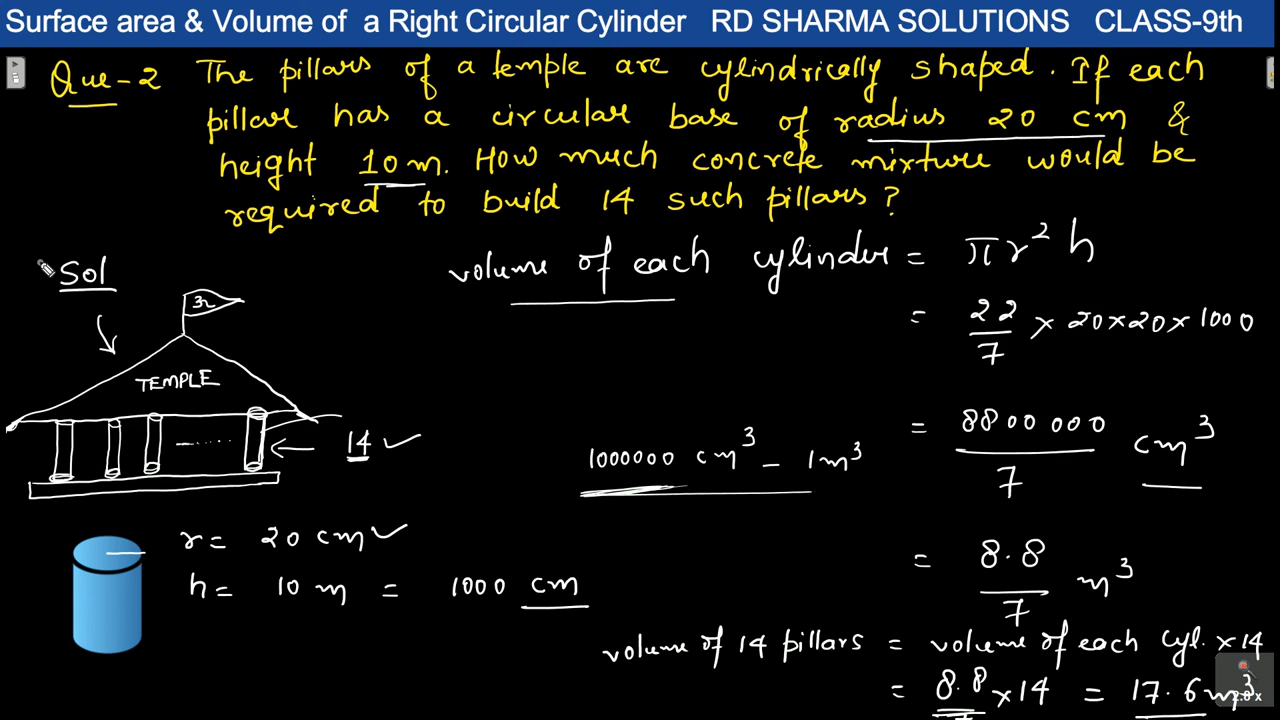 Surface area & Volume of a Right Circular Cylinder RD SHARMA SOLUTIONS CLASS-9th
Que-2 The pillars of a temple are cylindrically shaped. If each
pillar has a circular base of radius 20 cm &
height 10 m. How much concrete mixture would be
required to build 14 such pillars?
Sol
volume of each cylinder = πr²h
= 22/7 × 20×20×1000
TEMPLE
14 ✓
= 8800000/7 cm³
1000000 cm³ - 1m³
r = 20 cm ✓
h = 10 m = 1000 cm
= 8.8/7 m³
volume of 14 pillars = volume of each cyl. ×14
= 8.8/7 ×14 = 17.6 m³
2.0 x